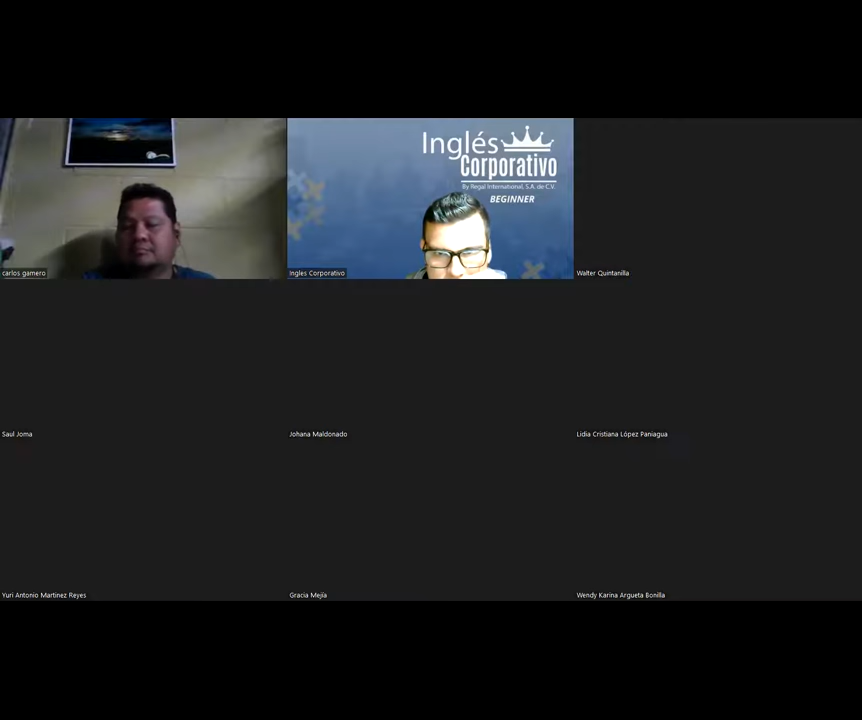 Inglés
Corporativo
By Regal International, S.A. de C.V.
BEGINNER
carlos gamero
Inglés Corporativo
Walter Quintanilla
Saul Joma
Johana Maldonado
Lidia Cristiana López Paniagua
Yuri Antonio Martinez Reyes
Gracia Mejía
Wendy Karina Argueta Bonilla